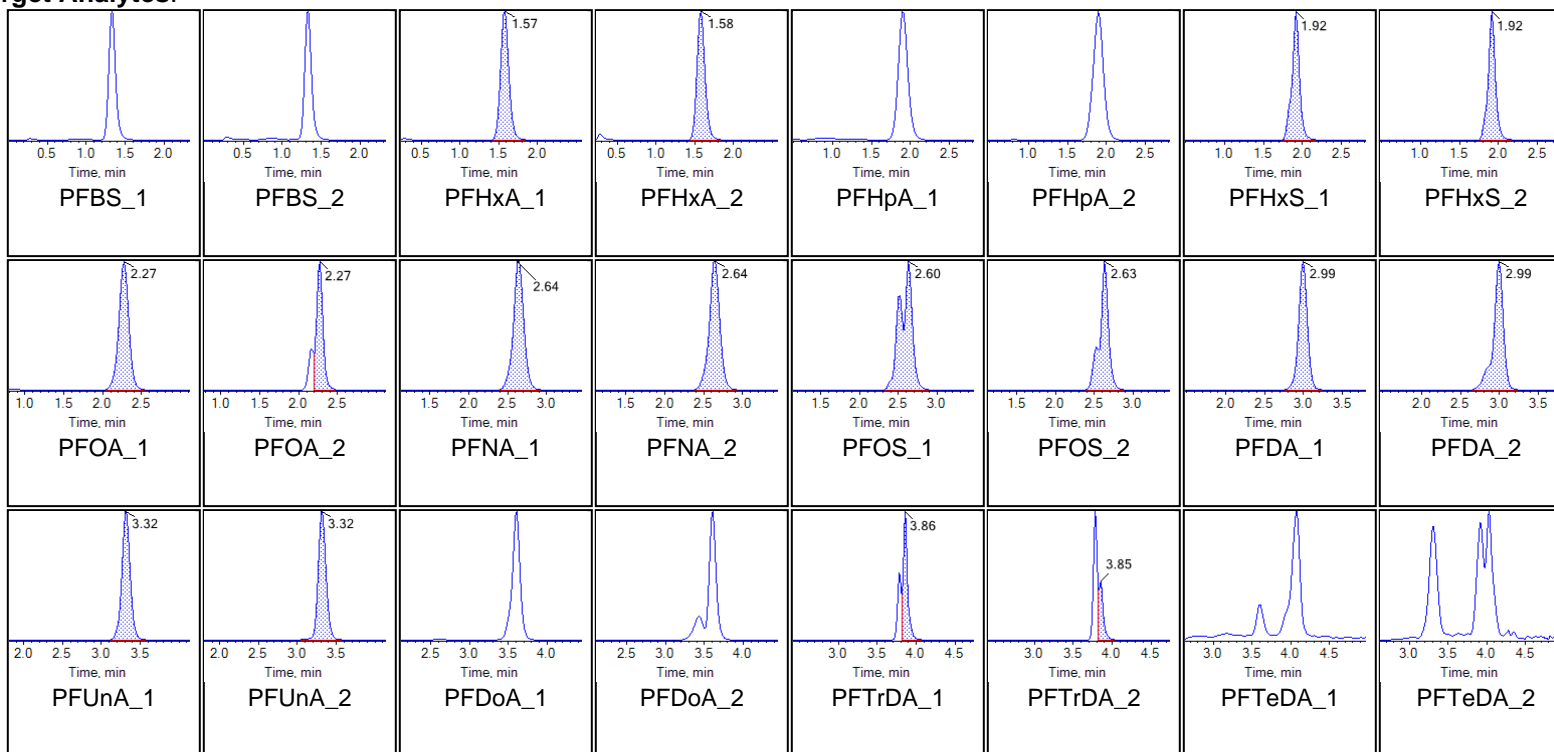 rget Analytes:
1.57 1.58 1.92 1.92
0.5 1.0 1.5 2.0 0.5 1.0 1.5 2.0 0.5 1.0 1.5 2.0 0.5 1.0 1.5 2.0 1.0 1.5 2.0 2.5 1.0 1.5 2.0 2.5 1.0 1.5 2.0 2.5 1.0 1.5 2.0 2.5
Time, min Time, min Time, min Time, min Time, min Time, min Time, min Time, min
PFBS_1 PFBS_2 PFHxA_1 PFHxA_2 PFHpA_1 PFHpA_2 PFHxS_1 PFHxS_2
2.27 2.27 2.64 2.64 2.60 2.63 2.99 2.99
1.0 1.5 2.0 2.5 1.0 1.5 2.0 2.5 1.5 2.0 2.5 3.0 1.5 2.0 2.5 3.0 1.5 2.0 2.5 3.0 1.5 2.0 2.5 3.0 2.0 2.5 3.0 3.5 2.0 2.5 3.0 3.5
Time, min Time, min Time, min Time, min Time, min Time, min Time, min Time, min
PFOA_1 PFOA_2 PFNA_1 PFNA_2 PFOS_1 PFOS_2 PFDA_1 PFDA_2
3.32 3.32 3.86 3.85
2.0 2.5 3.0 3.5 2.0 2.5 3.0 3.5 2.5 3.0 3.5 4.0 2.5 3.0 3.5 4.0 3.0 3.5 4.0 4.5 3.0 3.5 4.0 4.5 3.0 3.5 4.0 4.5 3.0 3.5 4.0 4.5
Time, min Time, min Time, min Time, min Time, min Time, min Time, min Time, min
PFUnA_1 PFUnA_2 PFDoA_1 PFDoA_2 PFTrDA_1 PFTrDA_2 PFTeDA_1 PFTeDA_2